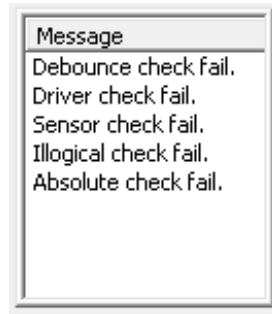 Message
Debounce check fail.
Driver check fail.
Sensor check fail.
Illogical check fail.
Absolute check fail.